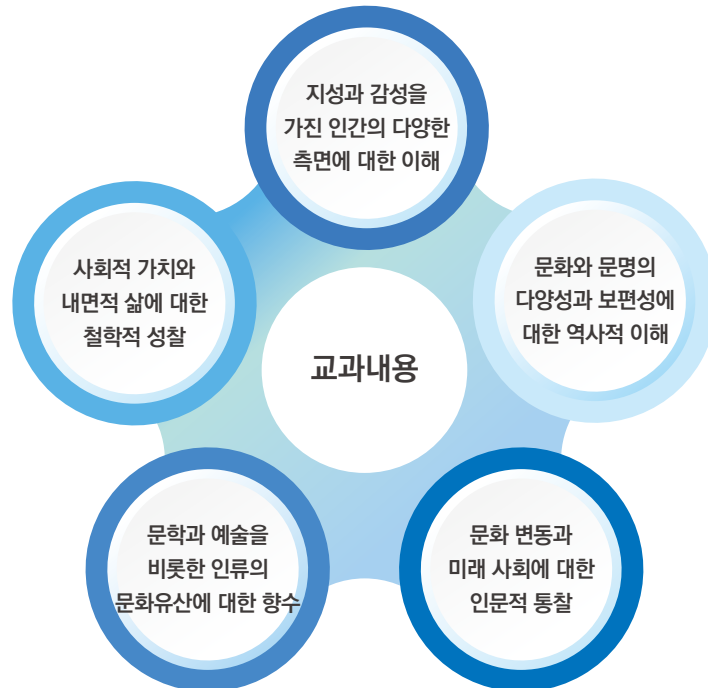 지성과 감성을
가진 인간의 다양한
측면에 대한 이해
사회적 가치와
내면적 삶에 대한
철학적 성찰
문화와 문명의
다양성과 보편성에
대한 역사적 이해
교과내용
문학과 예술을
비롯한 인류의
문화유산에 대한 향수
문화 변동과
미래 사회에 대한
인문적 통찰